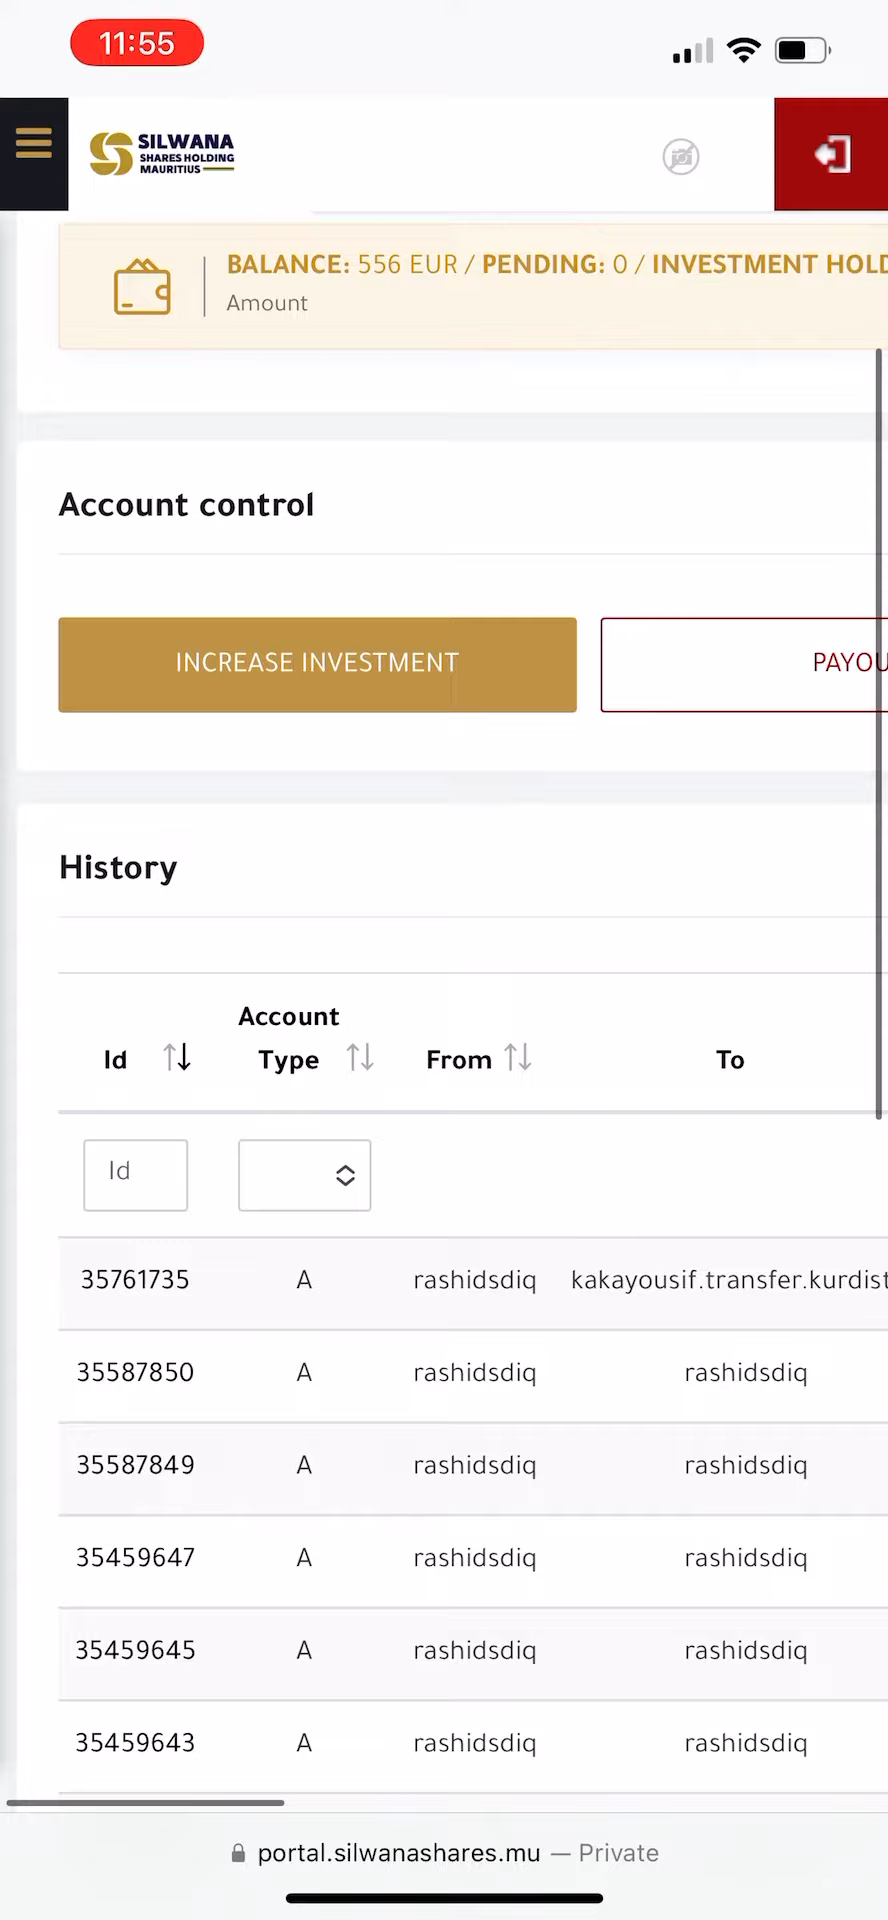 11:55
SILWANA
SHARES HOLDING
MAURITIUS
BALANCE: 556 EUR / PENDING: 0 / INVESTMENT HOLD
Amount
Account control
INCREASE INVESTMENT
PAYOU
History
Id
Account Type
From
To
Id
35761735 A rashidsdiq kakayousif.transfer.kurdist
35587850 A rashidsdiq rashidsdiq
35587849 A rashidsdiq rashidsdiq
35459647 A rashidsdiq rashidsdiq
35459645 A rashidsdiq rashidsdiq
35459643 A rashidsdiq rashidsdiq
portal.silwanashares.mu — Private